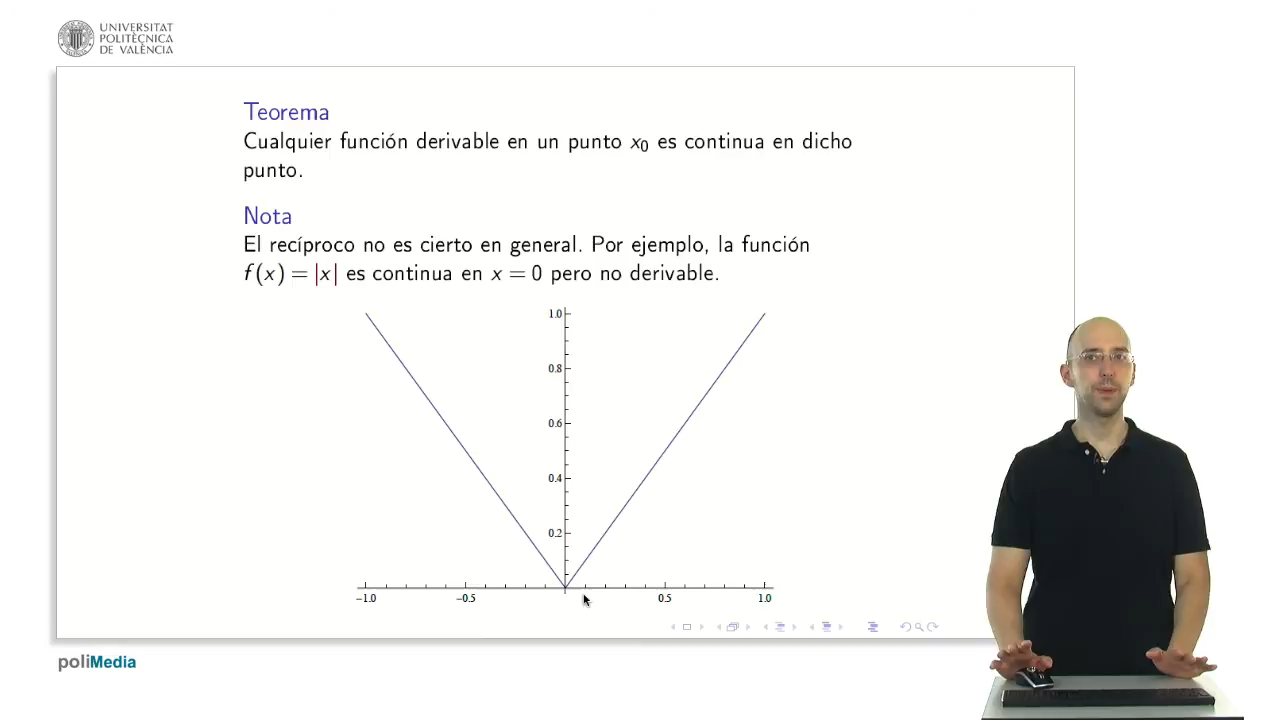 UNIVERSITAT
POLITÈCNICA
DE VALÈNCIA
Teorema
Cualquier función derivable en un punto x₀ es continua en dicho
punto.
Nota
El recíproco no es cierto en general. Por ejemplo, la función
f(x) = |x| es continua en x = 0 pero no derivable.
1.0
0.8
0.6
0.4
0.2
−1.0 −0.5 0.5 1.0
poliMedia